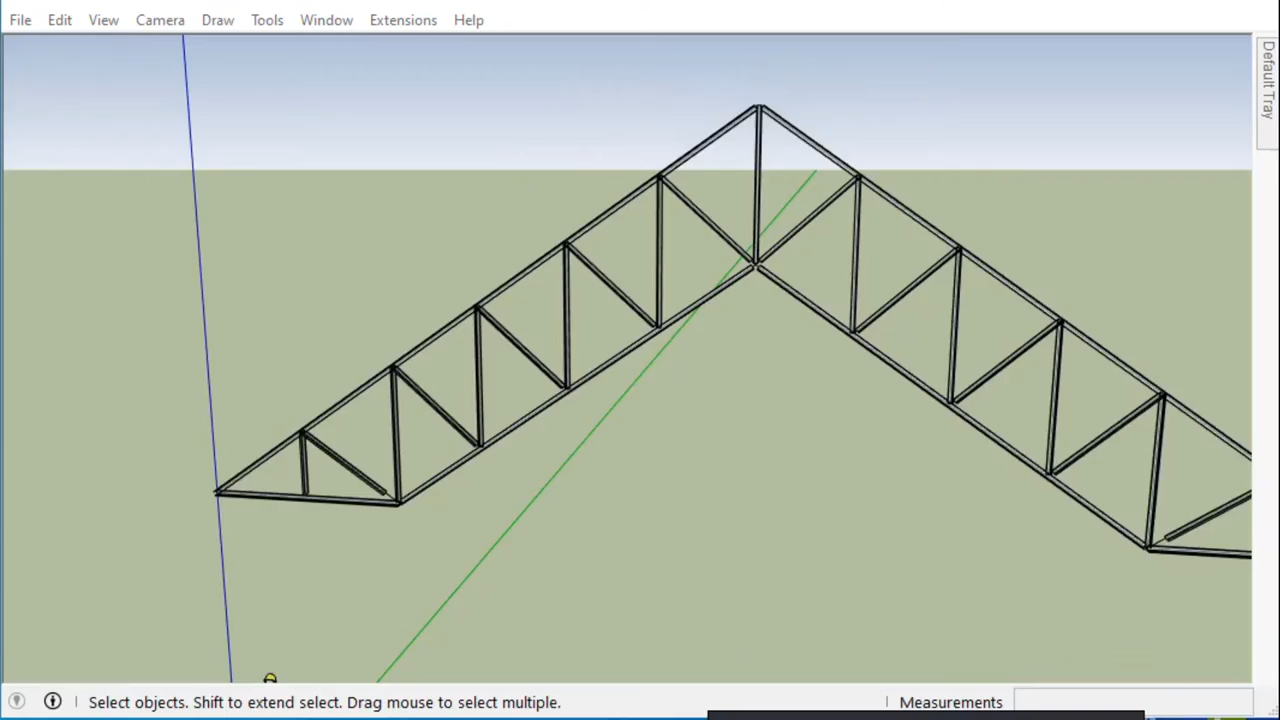 File Edit View Camera Draw Tools Window Extensions Help
Default Tray
Select objects. Shift to extend select. Drag mouse to select multiple.
Measurements